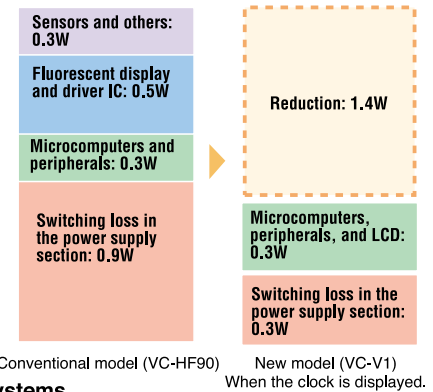 Sensors and others:
0.3W
Fluorescent display
and driver IC: 0.5W
Microcomputers and
peripherals: 0.3W
Switching loss in
the power supply
section: 0.9W
Conventional model (VC-HF90)
Reduction: 1.4W
Microcomputers,
peripherals, and LCD:
0.3W
Switching loss in the
power supply section:
0.3W
New model (VC-V1)
When the clock is displayed.
ystems